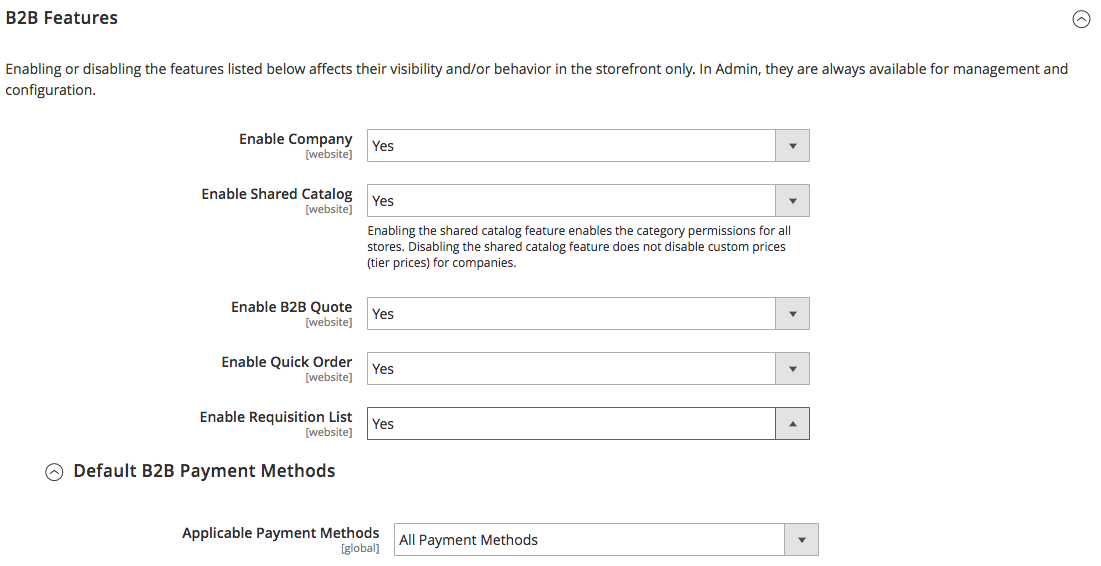 B2B Features
Enabling or disabling the features listed below affects their visibility and/or behavior in the storefront only. In Admin, they are always available for management and
configuration.
Enable Company
[website]
Yes
Enable Shared Catalog
[website]
Yes
Enabling the shared catalog feature enables the category permissions for all
stores. Disabling the shared catalog feature does not disable custom prices
(tier prices) for companies.
Enable B2B Quote
[website]
Yes
Enable Quick Order
[website]
Yes
Enable Requisition List
[website]
Yes
Default B2B Payment Methods
Applicable Payment Methods
[global]
All Payment Methods